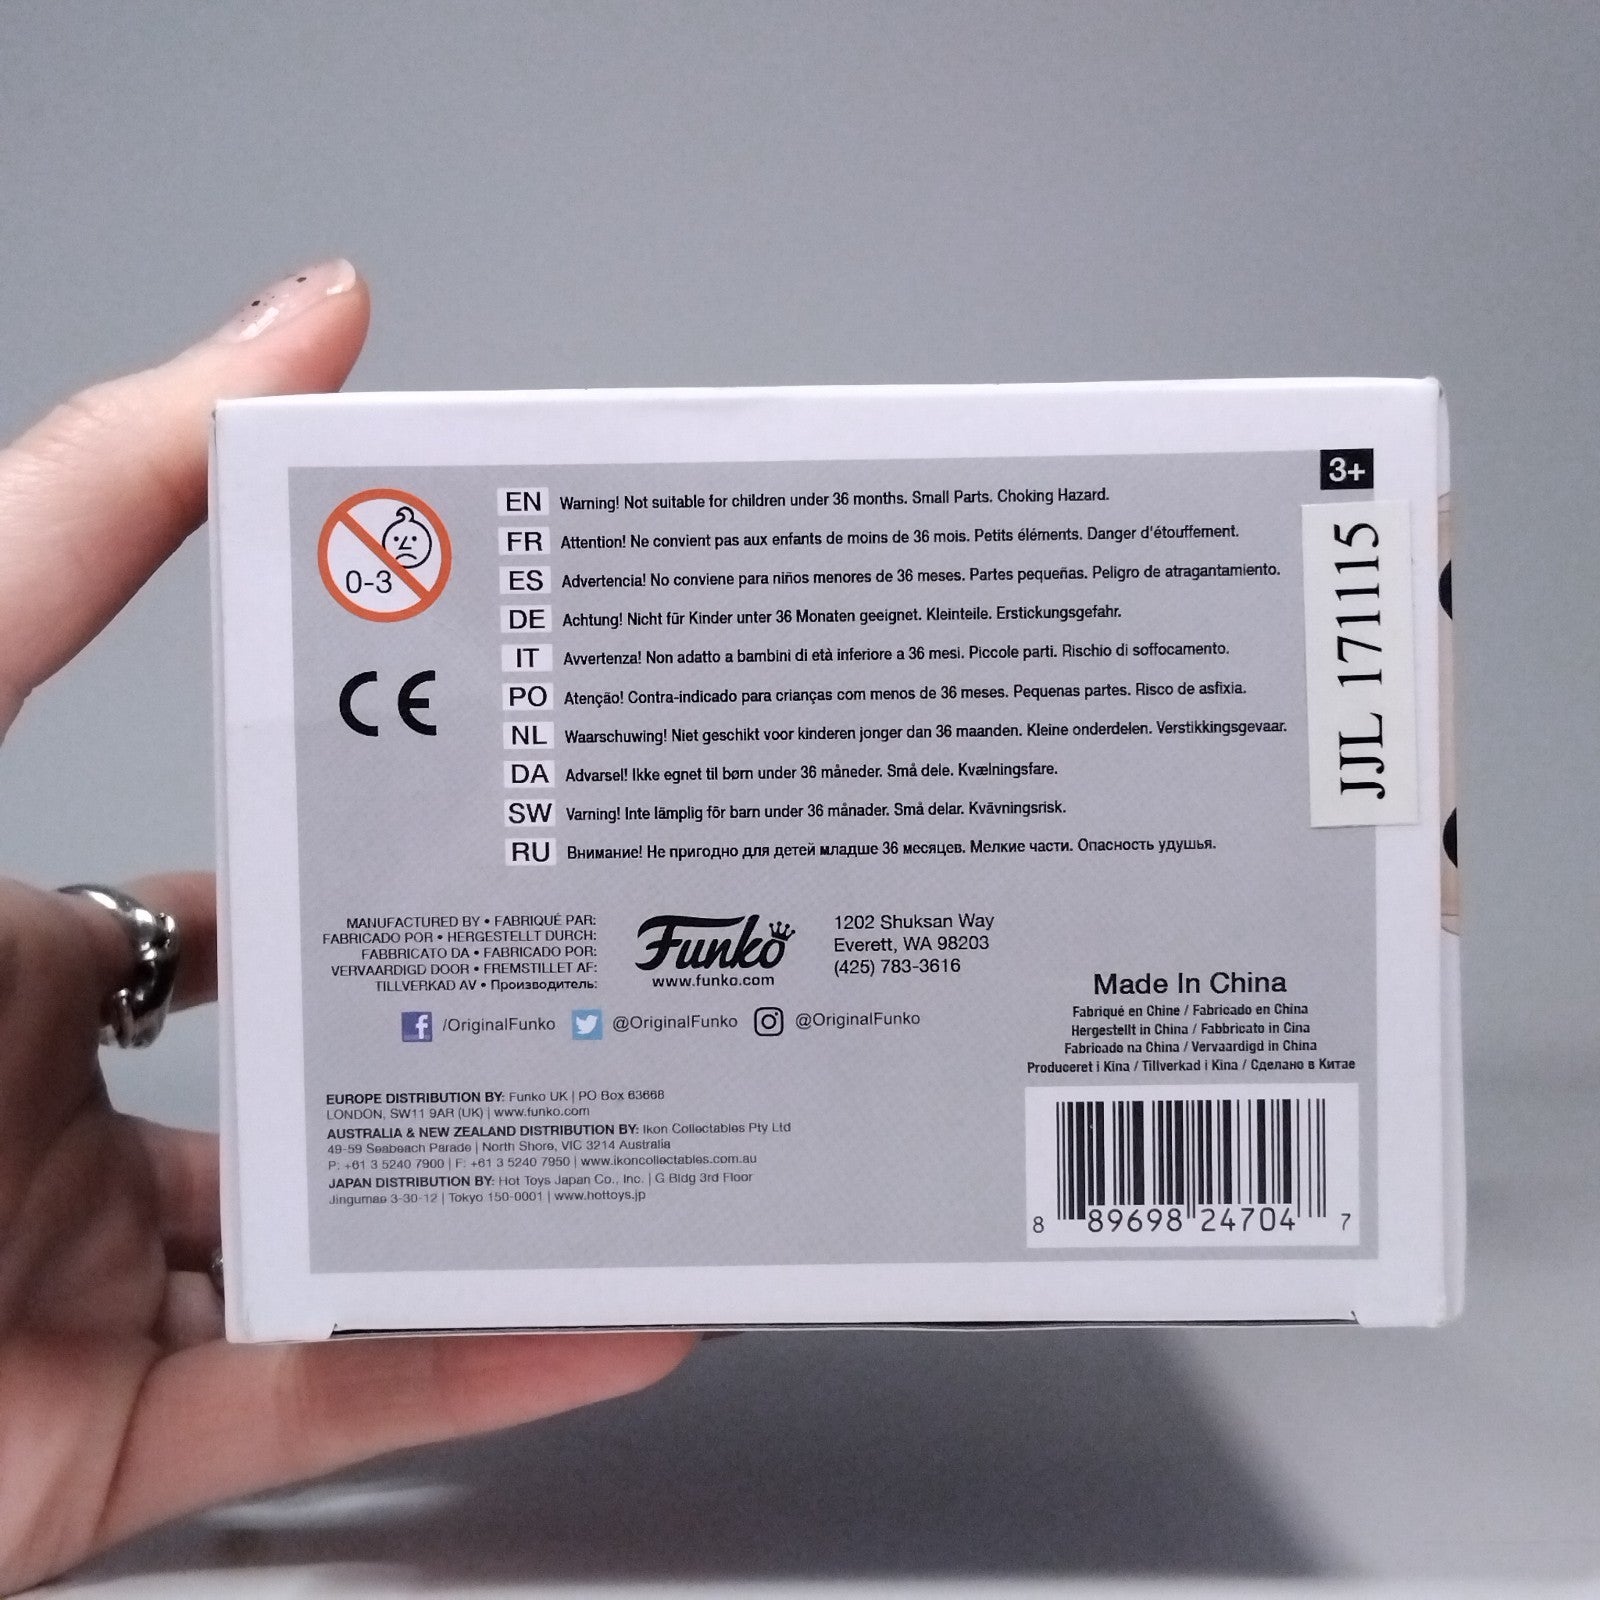 3+
0-3
EN Warning! Not suitable for children under 36 months. Small Parts. Choking Hazard.
FR Attention! Ne convient pas aux enfants de moins de 36 mois. Petits éléments. Danger d'étouffement.
ES Advertencia! No conviene para niños menores de 36 meses. Partes pequeñas. Peligro de atragantamiento.
DE Achtung! Nicht für Kinder unter 36 Monaten geeignet. Kleinteile. Erstickungsgefahr.
IT Avvertenza! Non adatto a bambini di età inferiore a 36 mesi. Piccole parti. Rischio di soffocamento.
PO Atenção! Contra-indicado para crianças com menos de 36 meses. Pequenas partes. Risco de asfixia.
NL Waarschuwing! Niet geschikt voor kinderen jonger dan 36 maanden. Kleine onderdelen. Verstikkingsgevaar.
DA Advarsel! Ikke egnet til børn under 36 måneder. Små dele. Kvælningsfare.
SW Varning! Inte lämplig för barn under 36 månader. Små delar. Kvävningsrisk.
RU Внимание! Не пригодно для детей младше 36 месяцев. Мелкие части. Опасность удушья.
CE
JJL 171115
MANUFACTURED BY • FABRIQUÉ PAR:
FABRICADO POR • HERGESTELLT DURCH:
FABBRICATO DA • FABRICADO POR:
VERVAARDIGD DOOR • FREMSTILLET AF:
TILLVERKAD AV • Производитель:
Funko
www.funko.com
1202 Shuksan Way
Everett, WA 98203
(425) 783-3616
f /OriginalFunko @OriginalFunko @OriginalFunko
Made In China
Fabriqué en Chine / Fabricado en China
Hergestellt in China / Fabbricato in Cina
Fabricado na China / Vervaardigd in China
Produceret i Kina / Tillverkad i Kina / Сделано в Китае
EUROPE DISTRIBUTION BY: Funko UK | PO Box 63668
LONDON, SW11 9AR (UK) | www.funko.com
AUSTRALIA & NEW ZEALAND DISTRIBUTION BY: Ikon Collectables Pty Ltd
49-59 Seabeach Parade | North Shore, VIC 3214 Australia
P: +61 3 5240 7900 | F: +61 3 5240 7950 | www.ikoncollectables.com.au
JAPAN DISTRIBUTION BY: Hot Toys Japan Co., Inc. | G Bldg 3rd Floor
Jingumae 3-30-12 | Tokyo 150-0001 | www.hottoys.jp
8 89698 24704 7